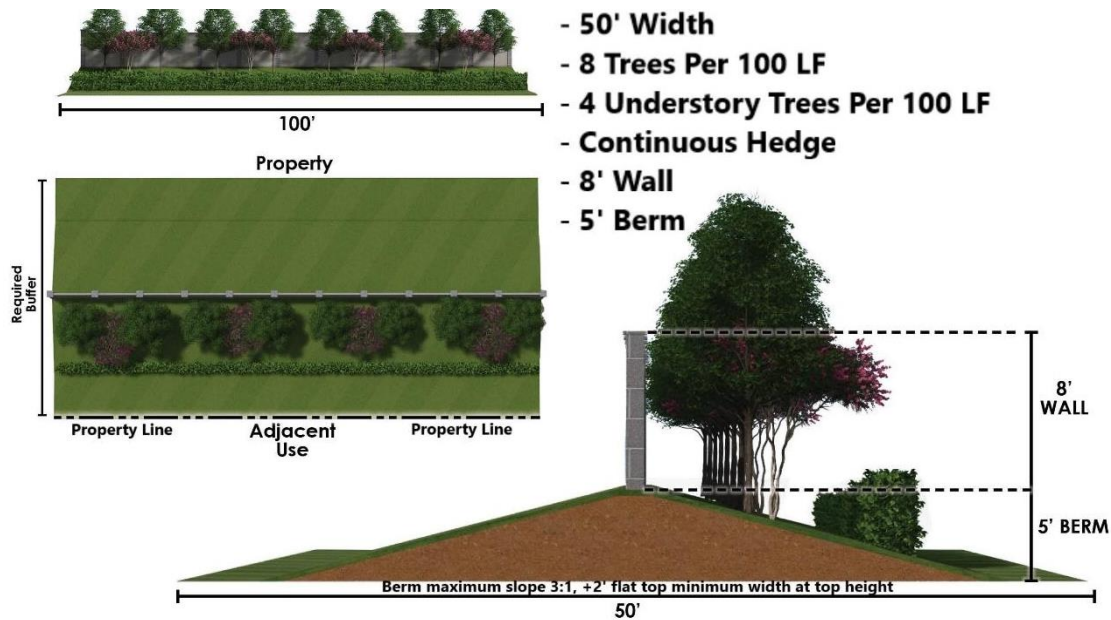 - 50' Width
- 8 Trees Per 100 LF
- 4 Understory Trees Per 100 LF
- Continuous Hedge
- 8' Wall
- 5' Berm
100'
Property
Required
Buffer
Property Line
Adjacent
Use
Property Line
8'
WALL
5' BERM
Berm maximum slope 3:1, +2' flat top minimum width at top height
50'